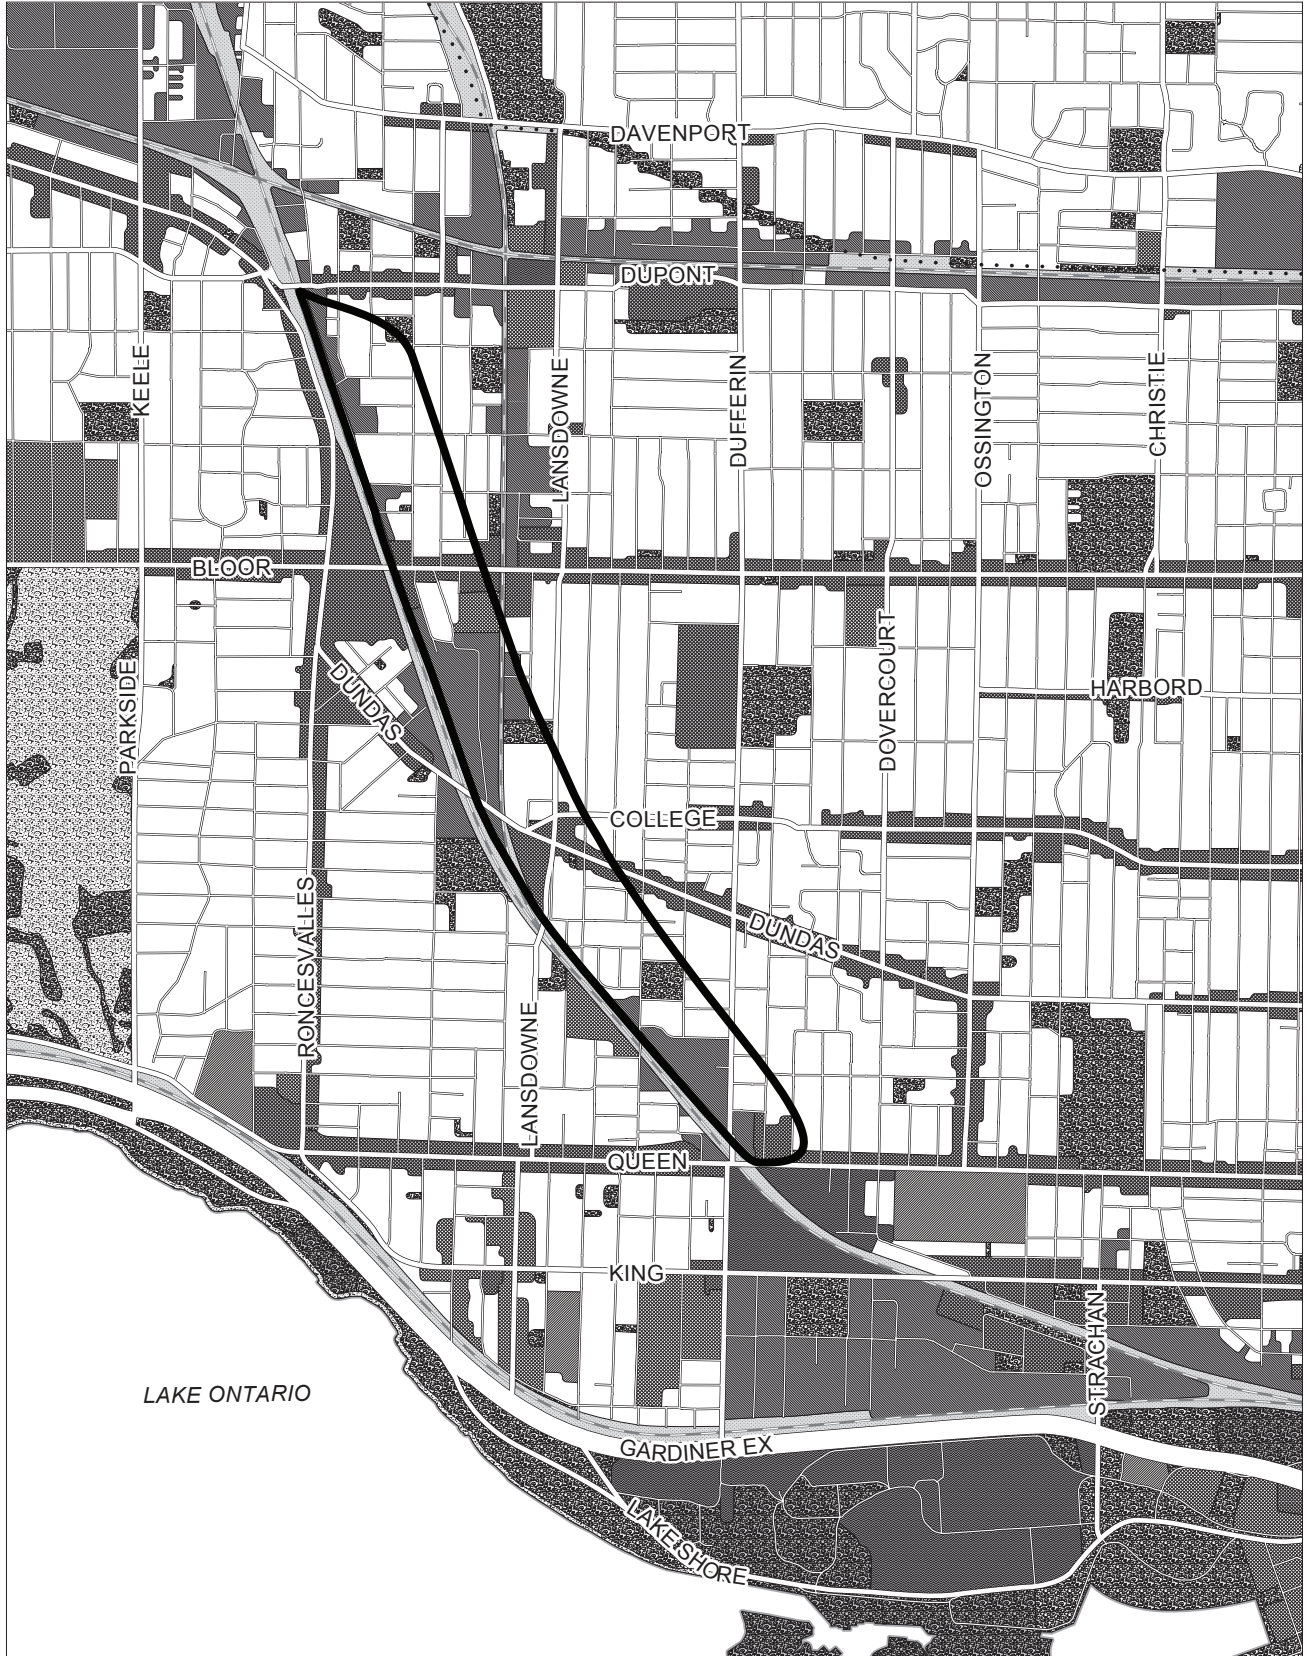 DAVENPORT
DUPONT
KEELE
LANSDOWNE
DUFFERIN
OSSINGTON
CHRISTIE
BLOOR
PARKSIDE
DUNDAS
DOVERCOURT
HARBORD
COLLEGE
RONCESVALLES
DUNDAS
LANSDOWNE
QUEEN
KING
STRACHAN
LAKE ONTARIO
GARDINER EX
LAKE SHORE